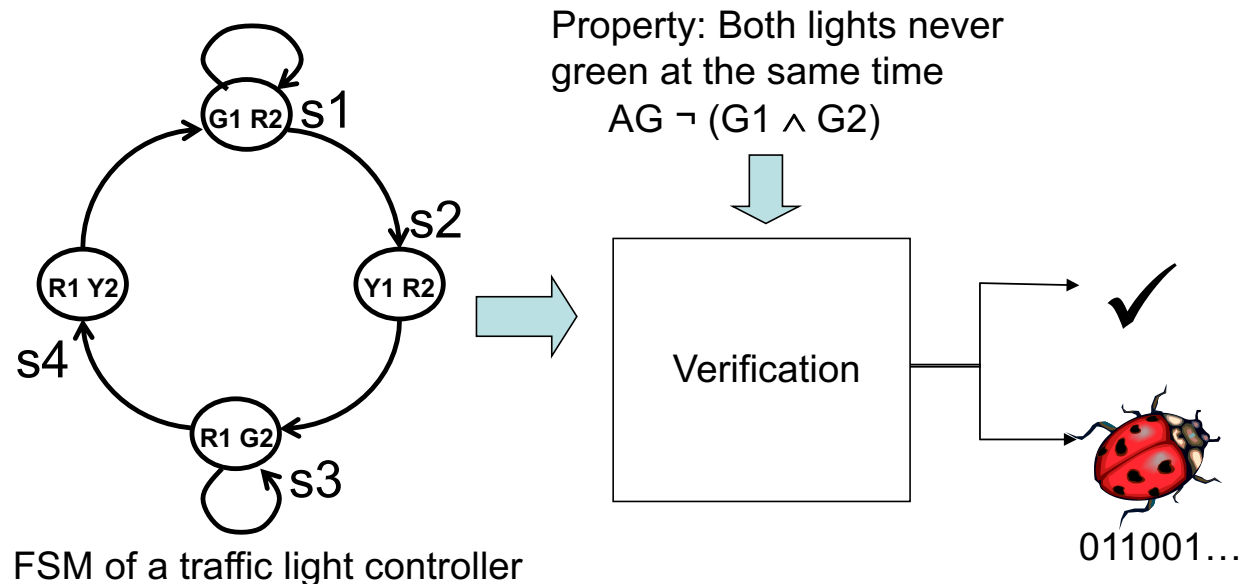 Property: Both lights never
green at the same time
AG ¬ (G1 ∧ G2)
G1 R2
s1
s2
Y1 R2
R1 Y2
s4
R1 G2
s3
FSM of a traffic light controller
Verification
011001…